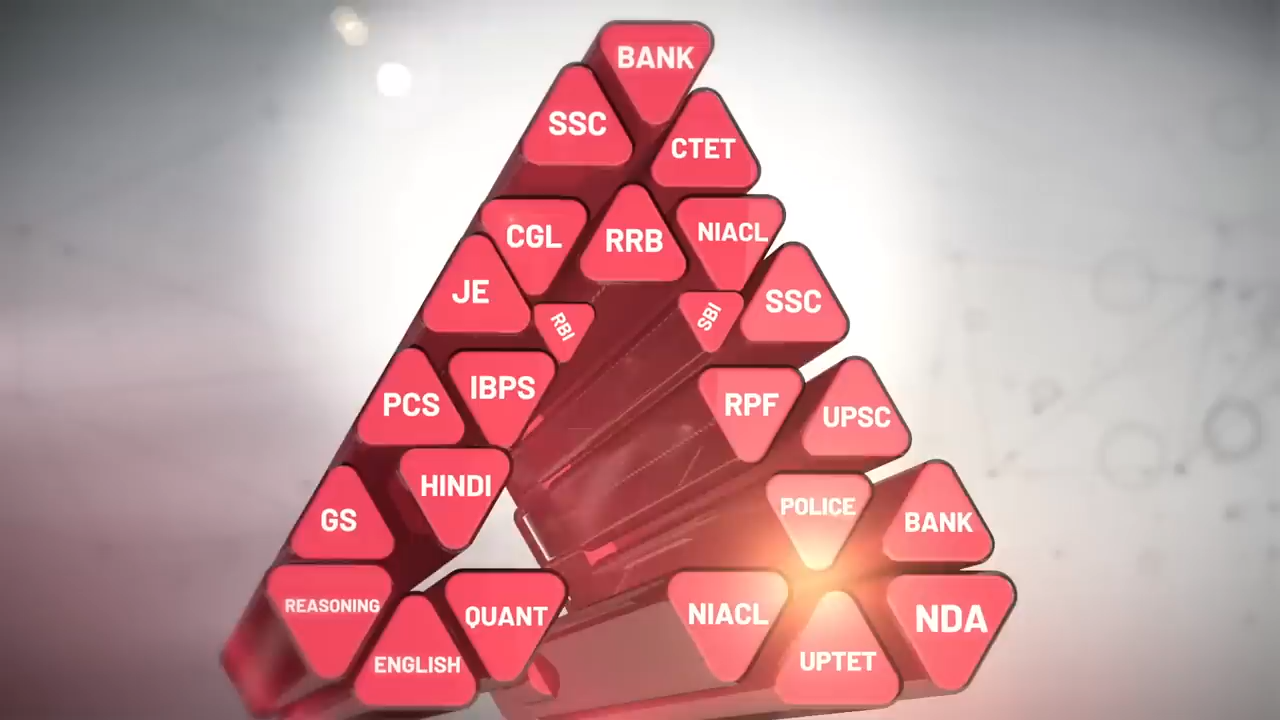 BANK
SSC
CTET
CGL
RRB
NIACL
JE
RBI
SBI
SSC
PCS
IBPS
RPF
UPSC
GS
HINDI
POLICE
BANK
REASONING
ENGLISH
QUANT
NIACL
UPTET
NDA